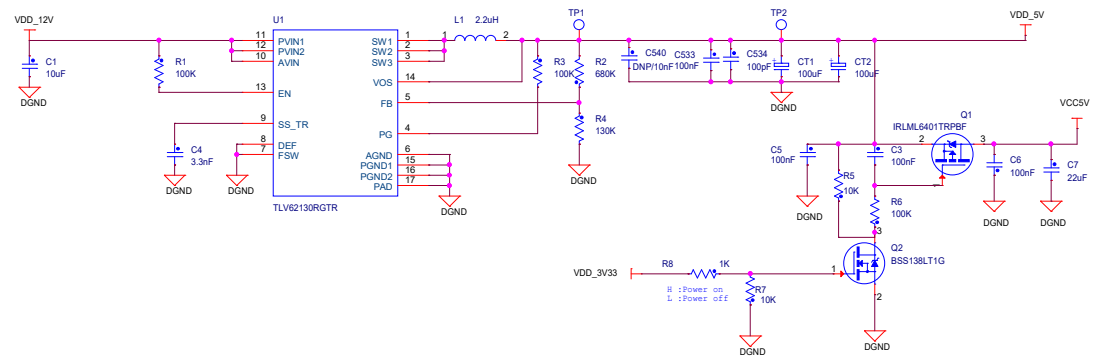 VDD_12V
U1
L1 2.2uH
TP1
TP2
VDD_5V
11 PVIN1
12 PVIN2
10 AVIN
SW1 1
SW2 2
SW3 3
1
2
C1
10uF
DGND
R1
100K
13 EN
VOS 14
FB 5
R3
100K
R2
680K
C540
DNP/10nF
C533
100nF
C534
100pF
CT1
100uF
CT2
100uF
DGND
9 SS_TR
8 DEF
7 FSW
PG 4
AGND 6
PGND1 15
PGND2 16
PAD 17
C4
3.3nF
DGND
DGND
TLV62130RGTR
DGND
R4
130K
DGND
VCC5V
Q1
IRLML6401TRPBF
2
3
1
C5
100nF
DGND
C3
100nF
C6
100nF
DGND
C7
22uF
DGND
R5
10K
R6
100K
3
Q2
BSS138LT1G
1
2
DGND
VDD_3V33
R8 1K
H :Power on
L :Power off
R7
10K
DGND